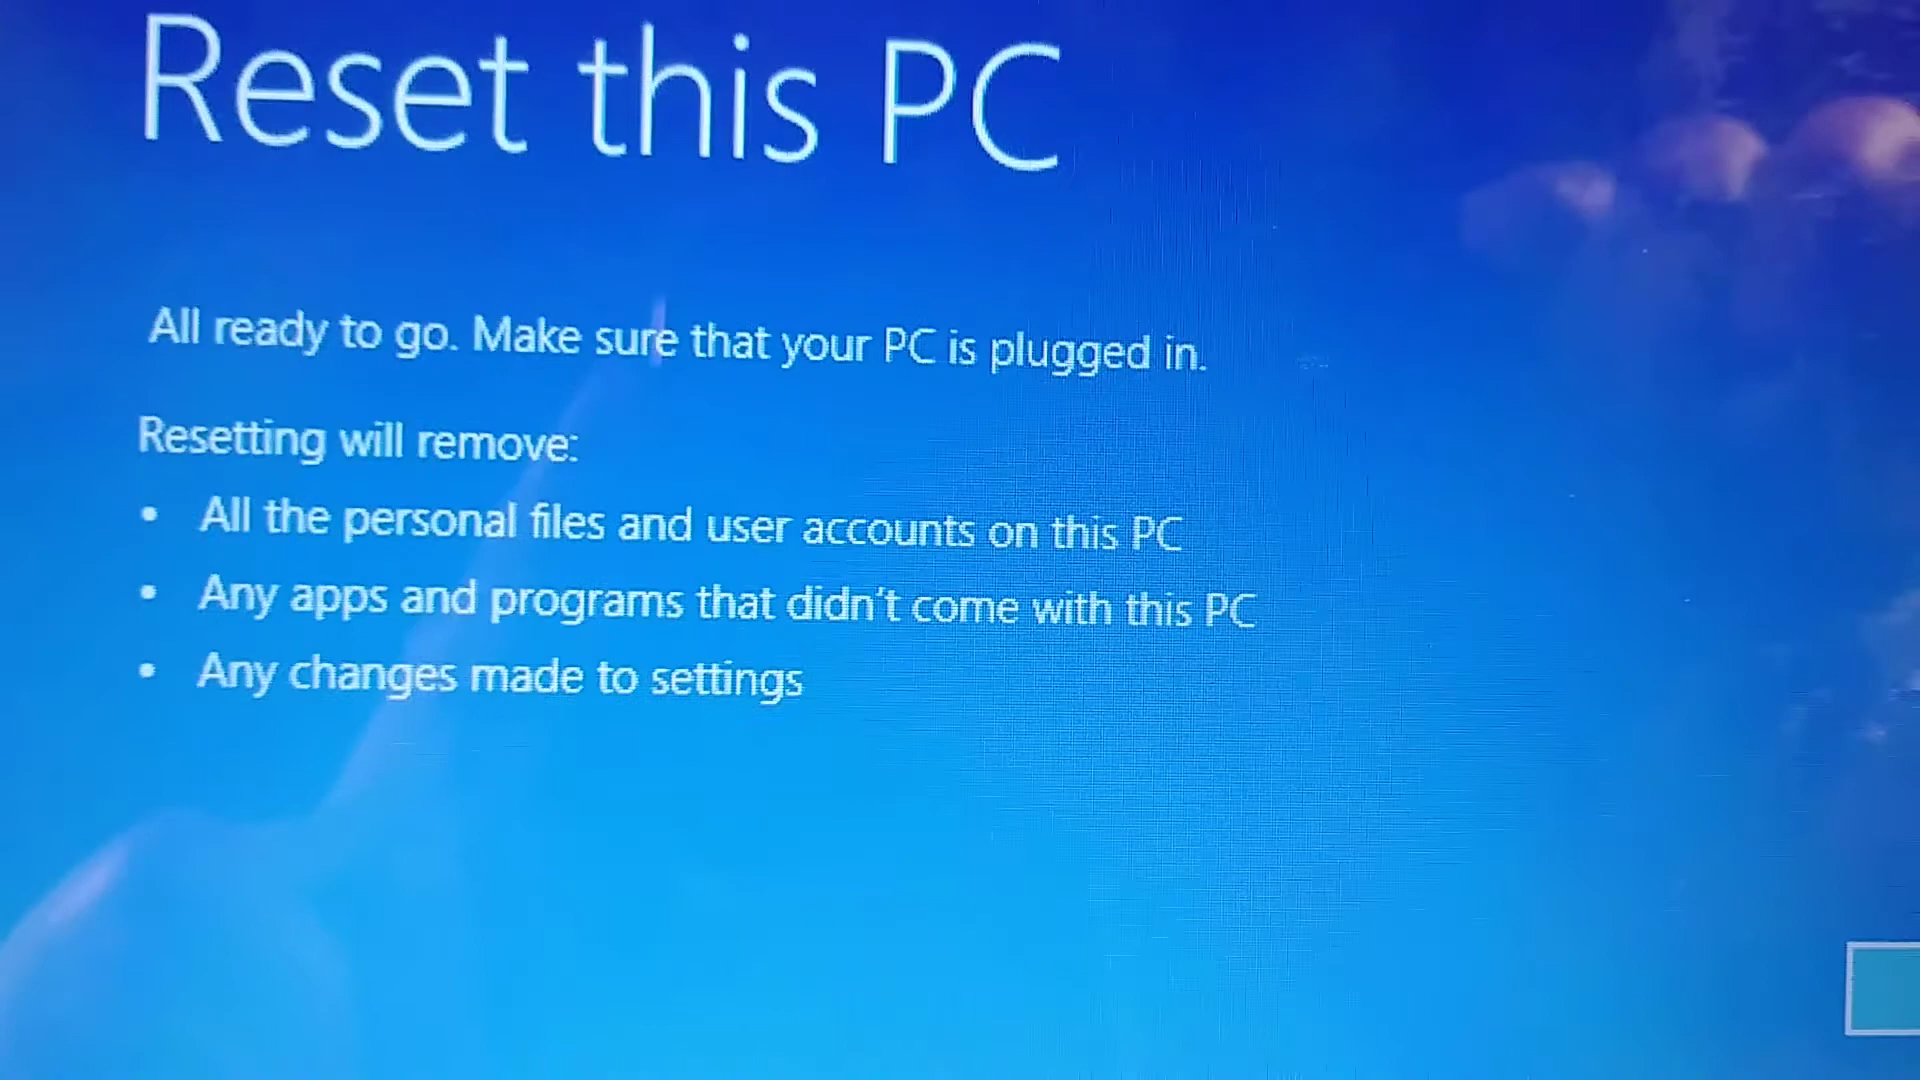 Reset this PC
All ready to go. Make sure that your PC is plugged in.
Resetting will remove:
• All the personal files and user accounts on this PC
• Any apps and programs that didn't come with this PC
• Any changes made to settings